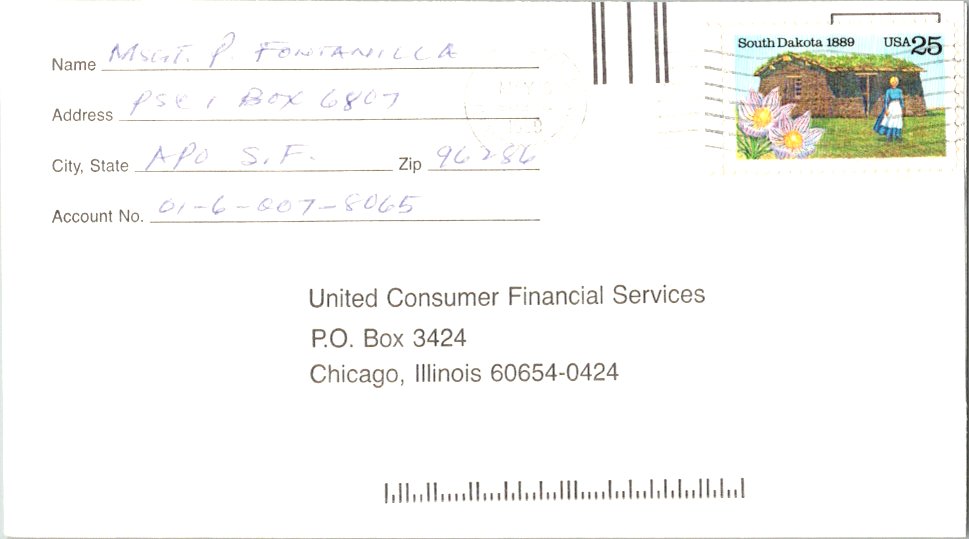 Name MSGT. P FONTANILLA
Address PSC 1 BOX 6807
City, State APO S.F. Zip 96286
Account No. 01-6-007-8065
South Dakota 1889 USA 25
United Consumer Financial Services
P.O. Box 3424
Chicago, Illinois 60654-0424